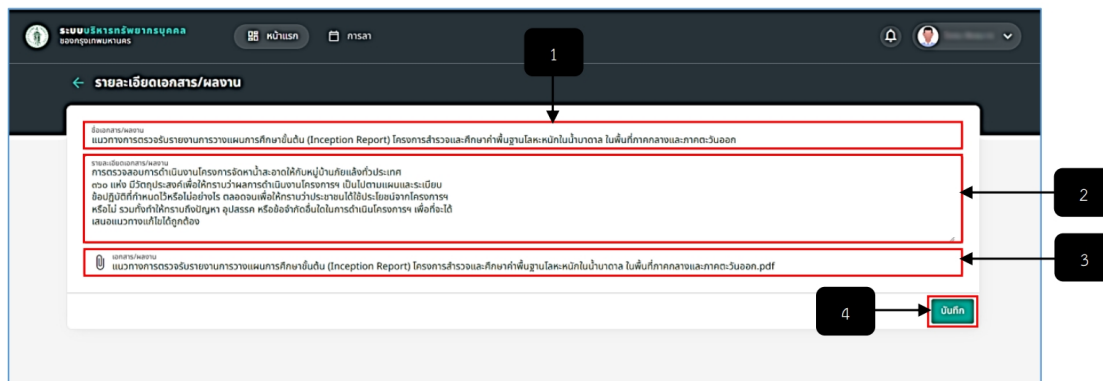 ระบบบริหารทรัพยากรบุคคล
ของกรุงเทพมหานคร
หน้าแรก
การลา
1
รายละเอียดเอกสาร/ผลงาน
ชื่อเอกสาร/ผลงาน
แนวทางการตรวจรับรายงานการวางแผนการศึกษาขั้นต้น (Inception Report) โครงการสำรวจและศึกษาค่าพื้นฐานโลหะหนักในน้ำบาดาล ในพื้นที่ภาคกลางและภาคตะวันออก
รายละเอียดเอกสาร/ผลงาน
การตรวจสอบการดำเนินงานโครงการจัดหาน้ำสะอาดให้กับหมู่บ้านภัยแล้งทั่วประเทศ
๓๖๐ แห่ง มีวัตถุประสงค์เพื่อให้ทราบว่าผลการดำเนินงานโครงการฯ เป็นไปตามแผนและระเบียบ
ข้อปฏิบัติที่กำหนดไว้หรือไม่อย่างไร ตลอดจนเพื่อให้ทราบว่าประชาชนได้ใช้ประโยชน์จากโครงการฯ
หรือไม่ รวมทั้งทำให้ทราบถึงปัญหา อุปสรรค หรือข้อจำกัดอื่นใดในการดำเนินโครงการฯ เพื่อที่จะได้
เสนอแนวทางแก้ไขได้ถูกต้อง
2
เอกสาร/ผลงาน
แนวทางการตรวจรับรายงานการวางแผนการศึกษาขั้นต้น (Inception Report) โครงการสำรวจและศึกษาค่าพื้นฐานโลหะหนักในน้ำบาดาล ในพื้นที่ภาคกลางและภาคตะวันออก.pdf
3
4
บันทึก